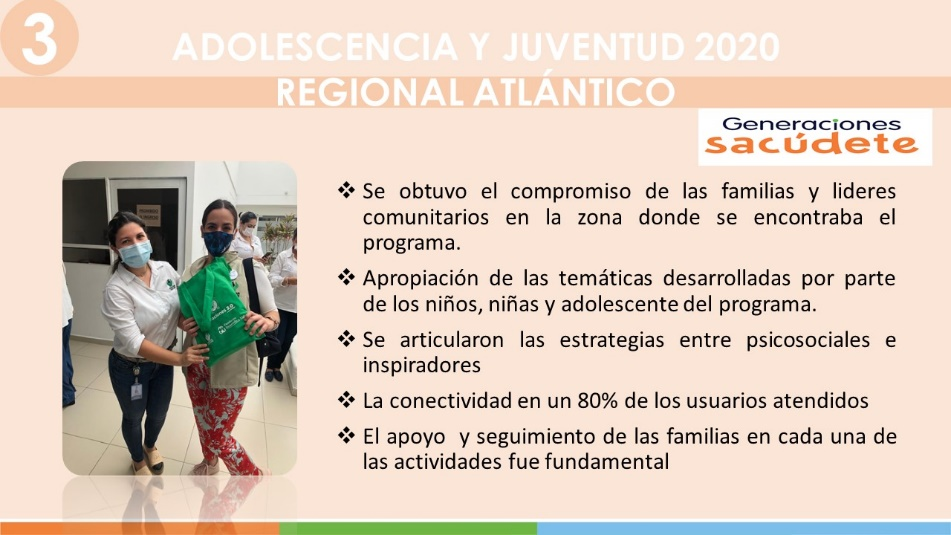 3
ADOLESCENCIA Y JUVENTUD 2020
REGIONAL ATLÁNTICO
Generaciones
sacúdete
❖ Se obtuvo el compromiso de las familias y lideres
comunitarios en la zona donde se encontraba el
programa.
❖ Apropiación de las temáticas desarrolladas por parte
de los niños, niñas y adolescente del programa.
❖ Se articularon las estrategias entre psicosociales e
inspiradores
❖ La conectividad en un 80% de los usuarios atendidos
❖ El apoyo y seguimiento de las familias en cada una de
las actividades fue fundamental